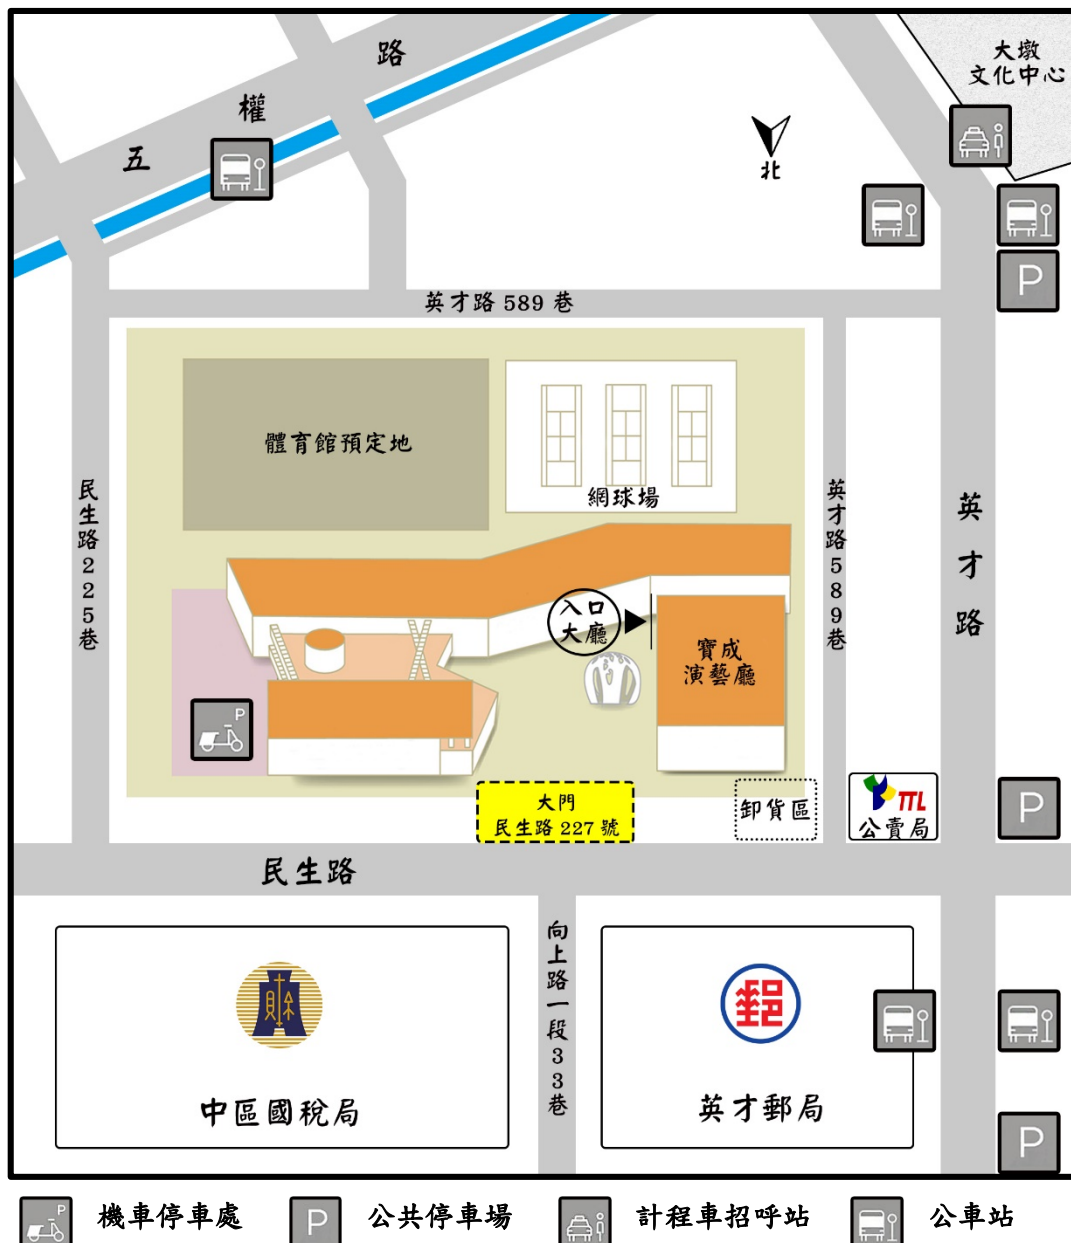 大墩
文化中心
五權路
北
P
英才路 589 巷
體育館預定地
網球場
民生路225巷
英才路589巷
英才路
入口
大廳
寶成
演藝廳
P
大門
民生路 227 號
卸貨區
TTL
公賣局
P
民生路
向上路一段33巷
財
中區國稅局
郵
英才郵局
P
P
機車停車處
P
公共停車場
計程車招呼站
公車站